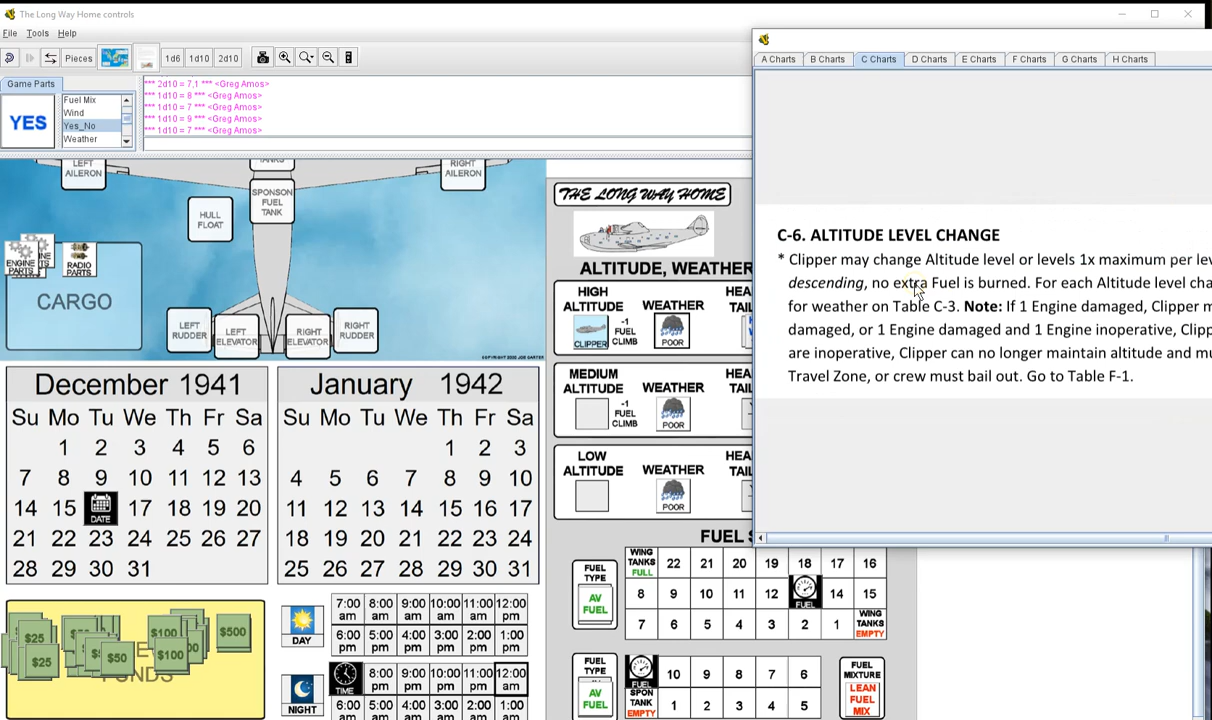 The Long Way Home controls
File Tools Help
Pieces 1d6 1d10 2d10
A Charts B Charts C Charts D Charts E Charts F Charts G Charts H Charts
Game Parts
YES
Fuel Mix
Wind
Yes_No
Weather
*** 2d10 = 7,1 *** <Greg Amos>
*** 1d10 = 8 *** <Greg Amos>
*** 1d10 = 7 *** <Greg Amos>
*** 1d10 = 9 *** <Greg Amos>
*** 1d10 = 7 *** <Greg Amos>
LEFT
AILERON
TANKS
RIGHT
AILERON
SPONSON
FUEL
TANK
HULL
FLOAT
ENGINE
PARTS
RADIO
PARTS
CARGO
LEFT
RUDDER
LEFT
ELEVATOR
RIGHT
ELEVATOR
RIGHT
RUDDER
THE LONG WAY HOME
ALTITUDE, WEATHER
HIGH
ALTITUDE
CLIPPER
-1
FUEL
CLIMB
WEATHER
POOR
HEA
TAIL
MEDIUM
ALTITUDE
-1
FUEL
CLIMB
WEATHER
POOR
HEA
TAIL
LOW
ALTITUDE
WEATHER
POOR
HEA
TAIL
C-6. ALTITUDE LEVEL CHANGE
* Clipper may change Altitude level or levels 1x maximum per lev
descending, no extra Fuel is burned. For each Altitude level cha
for weather on Table C-3. Note: If 1 Engine damaged, Clipper m
damaged, or 1 Engine damaged and 1 Engine inoperative, Clipp
are inoperative, Clipper can no longer maintain altitude and mu
Travel Zone, or crew must bail out. Go to Table F-1.
December 1941
Su Mo Tu We Th Fr Sa
1 2 3 4 5 6
7 8 9 10 11 12 13
14 15 DATE 17 18 19 20
21 22 23 24 25 26 27
28 29 30 31
January 1942
Su Mo Tu We Th Fr Sa
1 2 3
4 5 6 7 8 9 10
11 12 13 14 15 16 17
18 19 20 21 22 23 24
25 26 27 28 29 30 31
FUEL S
FUEL
TYPE
AV
FUEL
WING
TANKS
FULL
22 21 20 19 18 17 16
8 9 10 11 12 FUEL 14 15
7 6 5 4 3 2 1
WING
TANKS
EMPTY
FUEL
TYPE
AV
FUEL
FUEL 10 9 8 7 6
SPON
TANK
EMPTY
1 2 3 4 5
FUEL
MIXTURE
LEAN
FUEL
MIX
$25
$25
$50
$100
$100
$500
DAY
7:00 am 8:00 am 9:00 am 10:00 am 11:00 am 12:00 pm
6:00 pm 5:00 pm 4:00 pm 3:00 pm 2:00 pm 1:00 pm
NIGHT
TIME 8:00 pm 9:00 pm 10:00 pm 11:00 pm 12:00 am
6:00 am 5:00 am 4:00 am 3:00 am 2:00 am 1:00 am